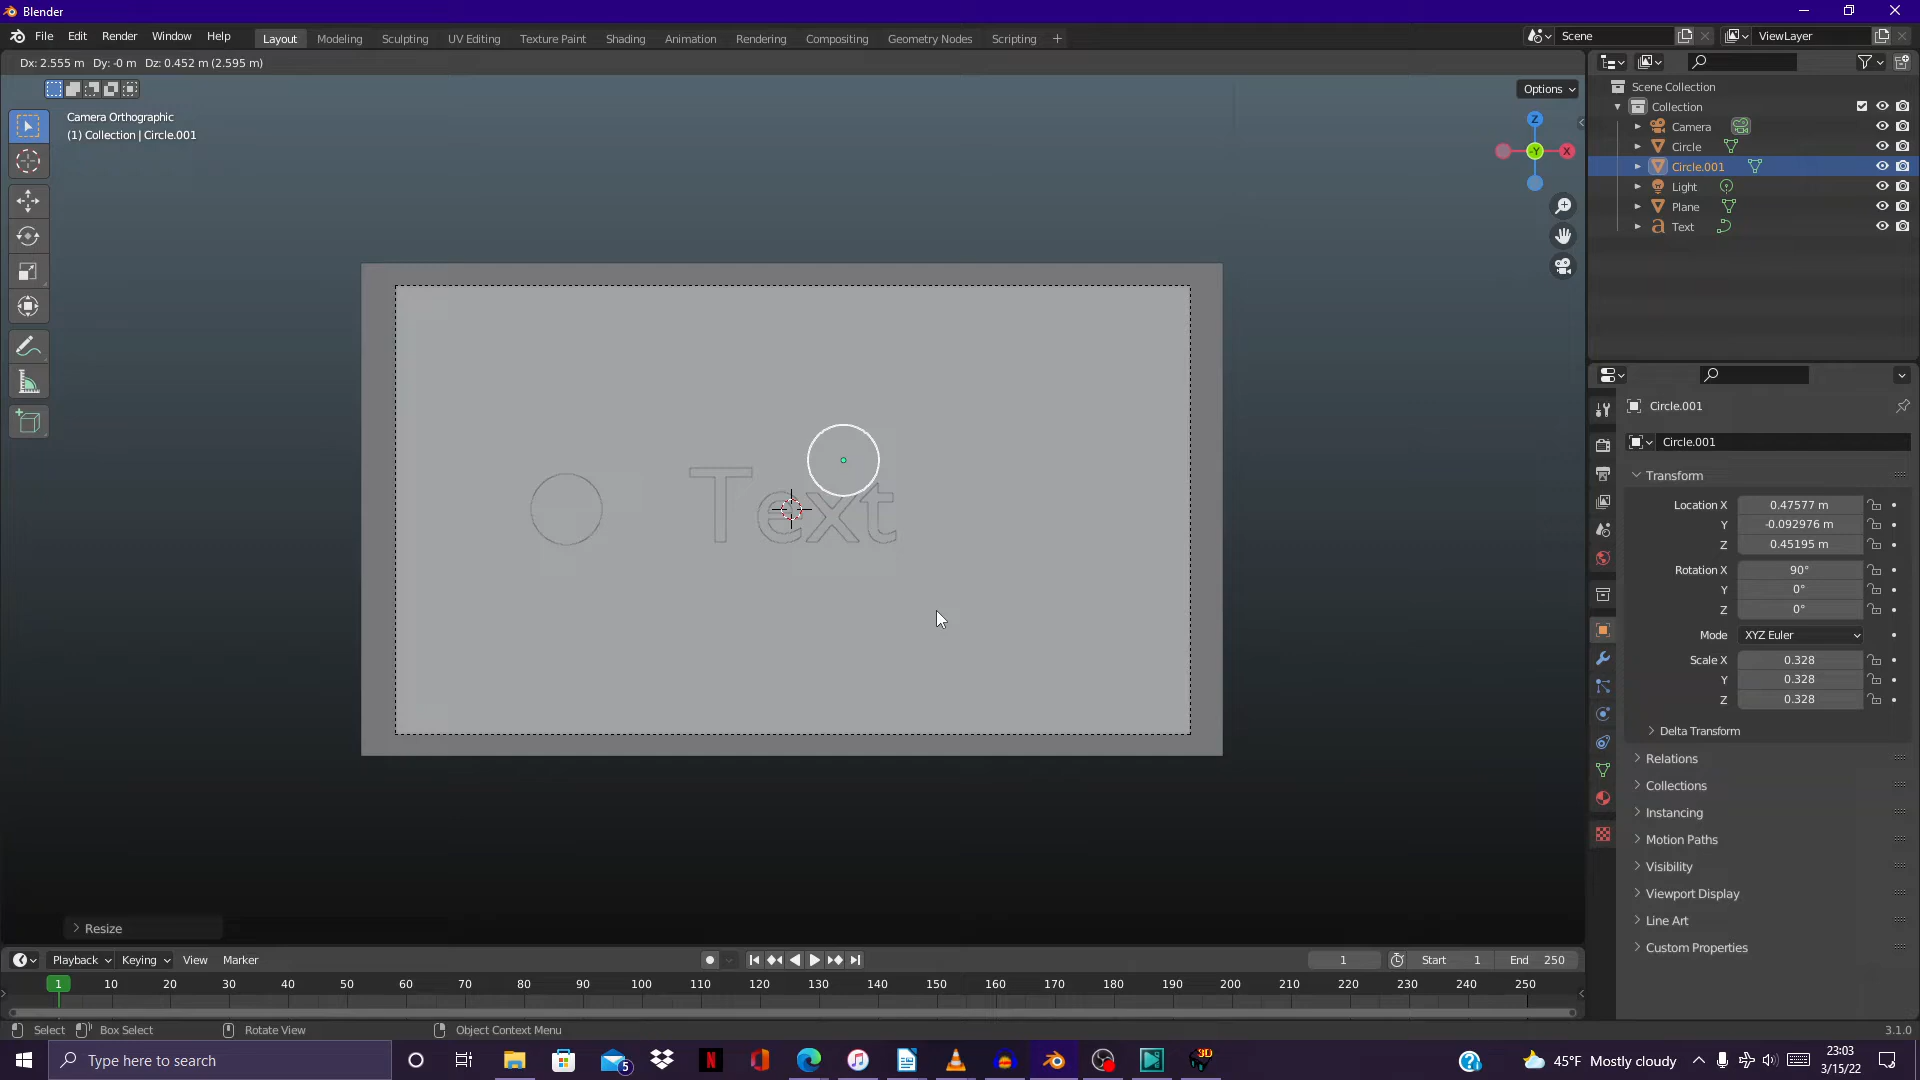 Blender
File Edit Render Window Help Layout Modeling Sculpting UV Editing Texture Paint Shading Animation Rendering Compositing Geometry Nodes Scripting + Scene ViewLayer
Dx: 2.555 m Dy: -0 m Dz: 0.452 m (2.595 m)
Options
Camera Orthographic
(1) Collection | Circle.001
Z
-Y
X
Text
Scene Collection
Collection
Camera
Circle
Circle.001
Light
Plane
Text
Circle.001
Circle.001
Transform
Location X 0.47577 m
Y -0.092976 m
Z 0.45195 m
Rotation X 90°
Y 0°
Z 0°
Mode XYZ Euler
Scale X 0.328
Y 0.328
Z 0.328
Delta Transform
Relations
Collections
Instancing
Motion Paths
Visibility
Viewport Display
Line Art
Custom Properties
Resize
Playback Keying View Marker 1 Start 1 End 250
1 10 20 30 40 50 60 70 80 90 100 110 120 130 140 150 160 170 180 190 200 210 220 230 240 250
Select Box Select Rotate View Object Context Menu 3.1.0
Type here to search 5 N 3D 45°F Mostly cloudy 23:03
3/15/22